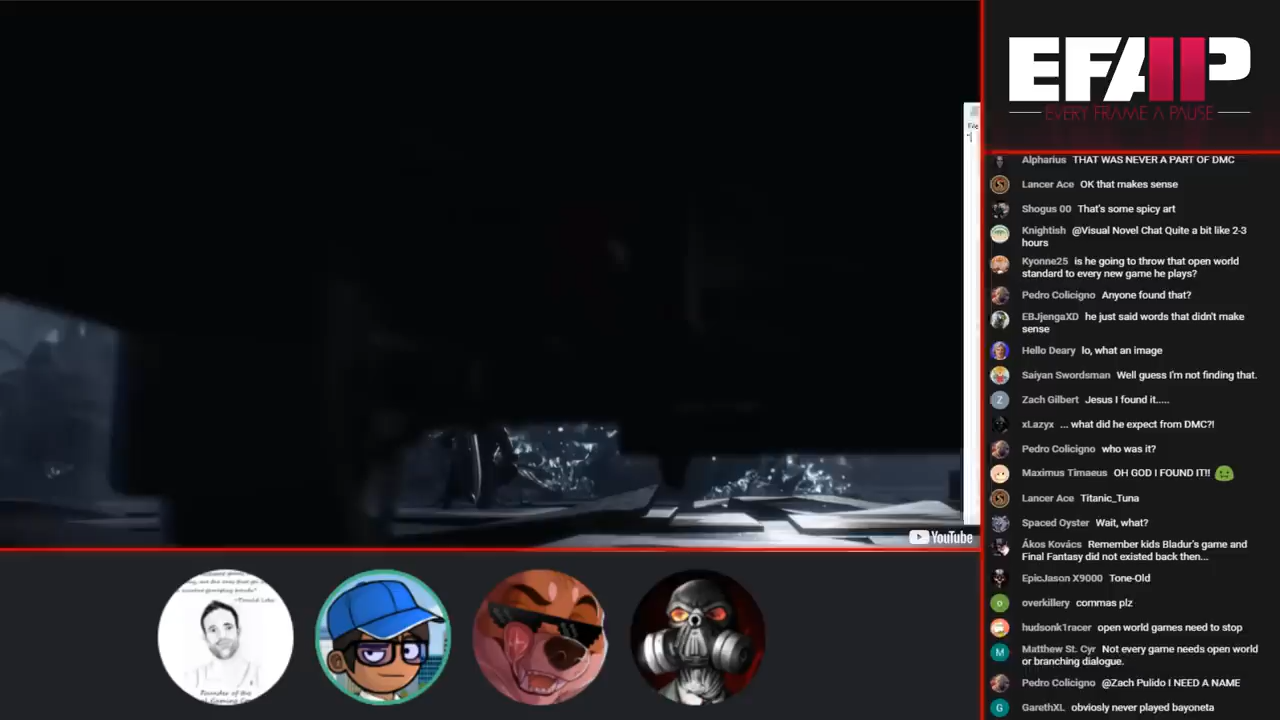 EFAP
EVERY FRAME A PAUSE
File
Alpharius THAT WAS NEVER A PART OF DMC
Lancer Ace OK that makes sense
Shogus 00 That's some spicy art
Knightish @Visual Novel Chat Quite a bit like 2-3
hours
Kyonne25 is he going to throw that open world
standard to every new game he plays?
Pedro Colicigno Anyone found that?
EBJjengaXD he just said words that didn't make
sense
Hello Deary lo, what an image
Saiyan Swordsman Well guess I'm not finding that.
Zach Gilbert Jesus I found it.....
xLazyx ... what did he expect from DMC?!
Pedro Colicigno who was it?
Maximus Timaeus OH GOD I FOUND IT!!
Lancer Ace Titanic_Tuna
Spaced Oyster Wait, what?
Ákos Kovács Remember kids Bladur's game and
Final Fantasy did not existed back then...
EpicJason X9000 Tone-Old
overkillery commas plz
hudsonk1racer open world games need to stop
Matthew St. Cyr Not every game needs open world
or branching dialogue.
Pedro Colicigno @Zach Pulido I NEED A NAME
GarethXL obviosly never played bayoneta
YouTube
Founder of the